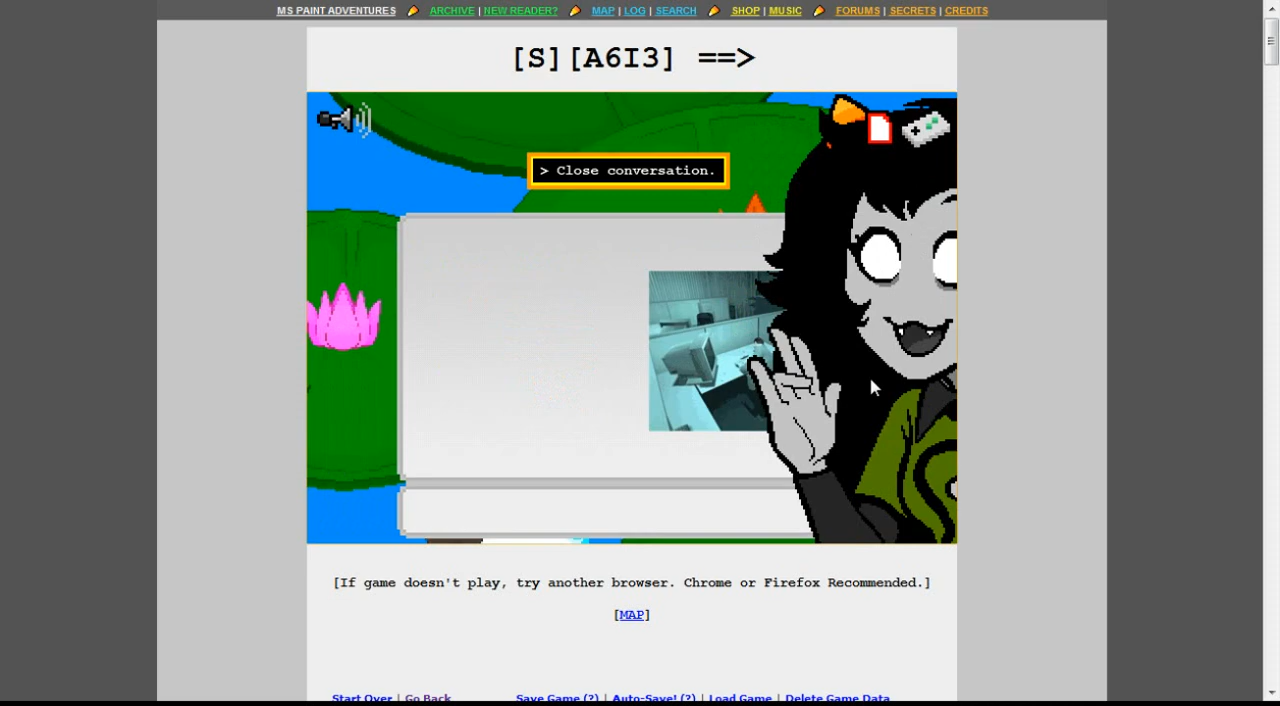 MS PAINT ADVENTURES ARCHIVE | NEW READER? MAP | LOG | SEARCH SHOP | MUSIC FORUMS | SECRETS | CREDITS
[S][A6I3] ==>
> Close conversation.
[If game doesn't play, try another browser. Chrome or Firefox Recommended.]
[MAP]
Start Over | Go Back Save Game (?) | Auto-Save! (?) | Load Game | Delete Game Data